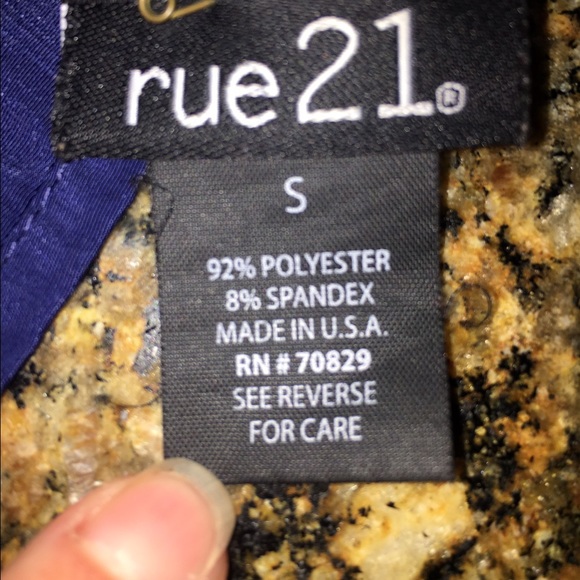 rue21®
S
92% POLYESTER
8% SPANDEX
MADE IN U.S.A.
RN # 70829
SEE REVERSE
FOR CARE